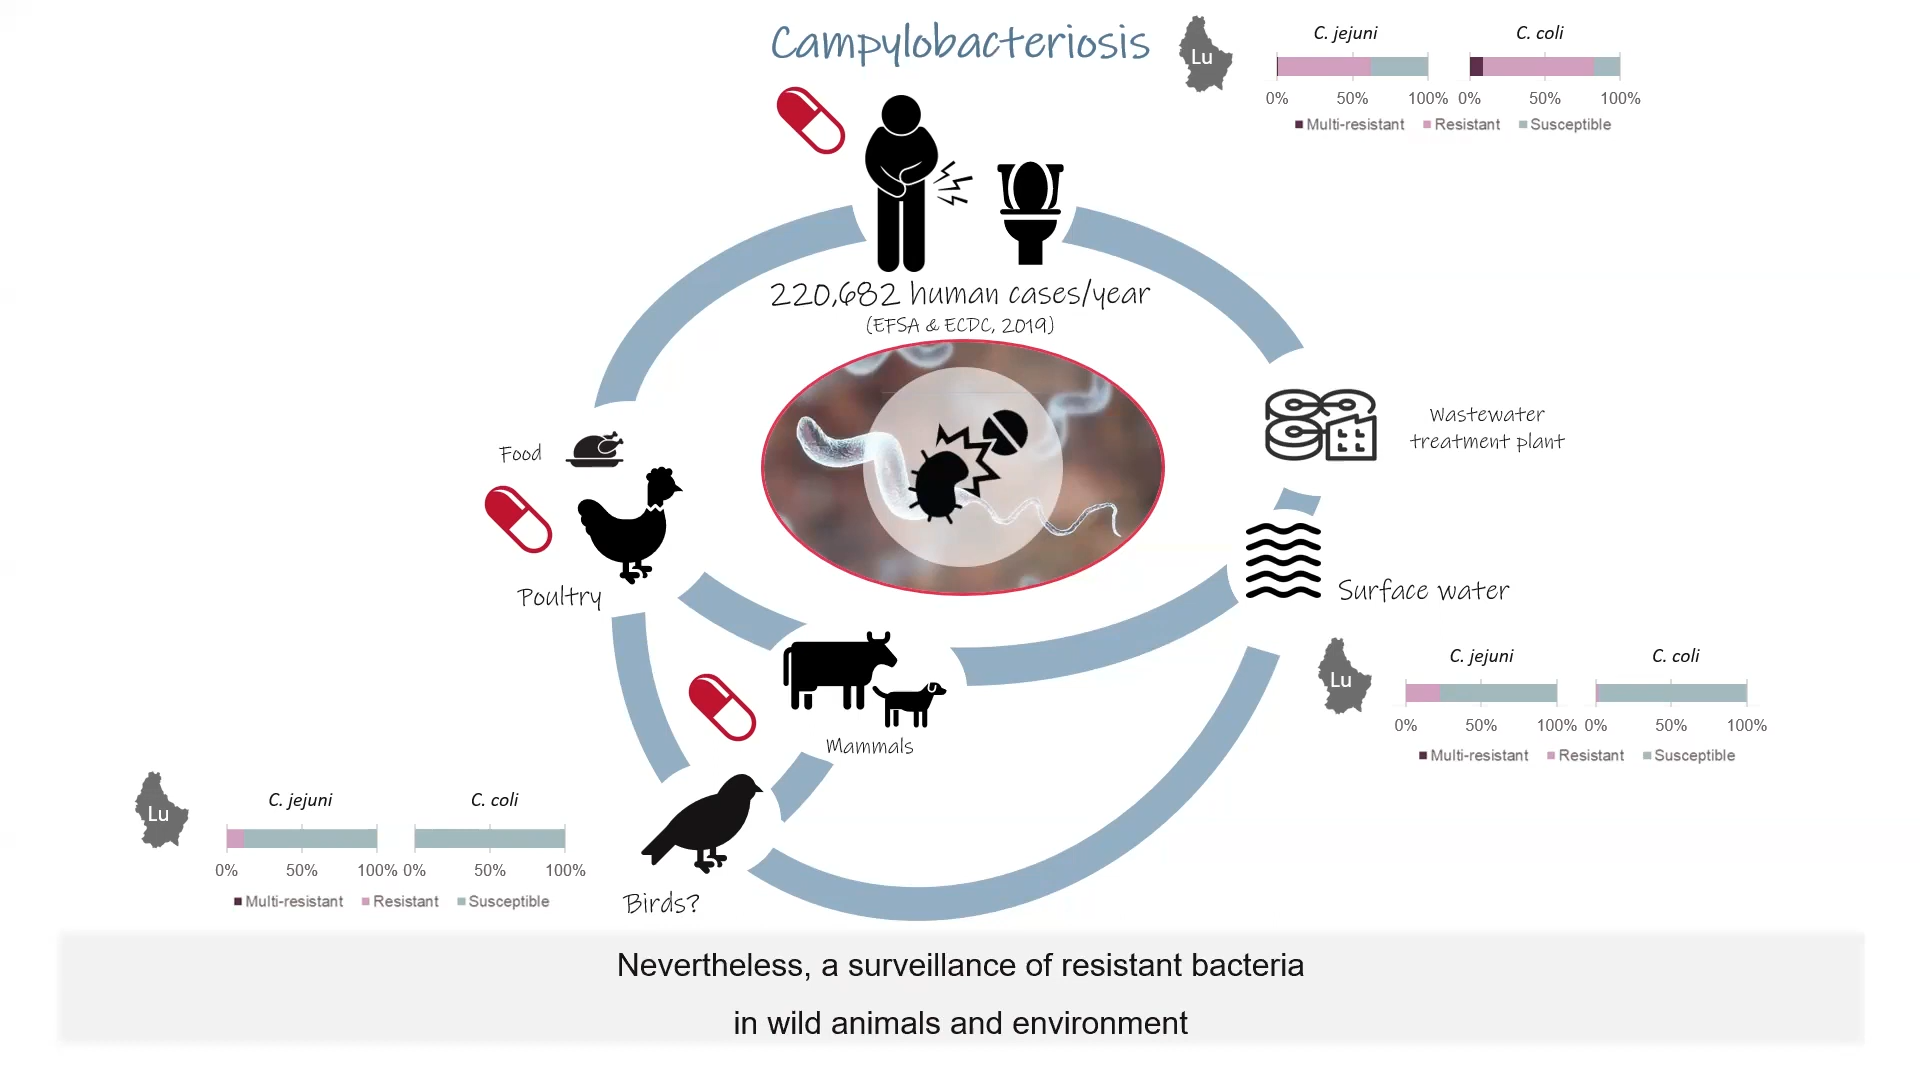 Campylobacteriosis
Lu
C. jejuni
C. coli
0% 50% 100% 0% 50% 100%
Multi-resistant Resistant Susceptible
220,682 human cases/year
(EFSA & ECDC, 2019)
Food
Wastewater
treatment plant
Poultry
Surface water
Lu
C. jejuni
C. coli
0% 50% 100% 0% 50% 100%
Multi-resistant Resistant Susceptible
Mammals
Lu
C. jejuni
C. coli
0% 50% 100% 0% 50% 100%
Multi-resistant Resistant Susceptible
Birds?
Nevertheless, a surveillance of resistant bacteria
in wild animals and environment